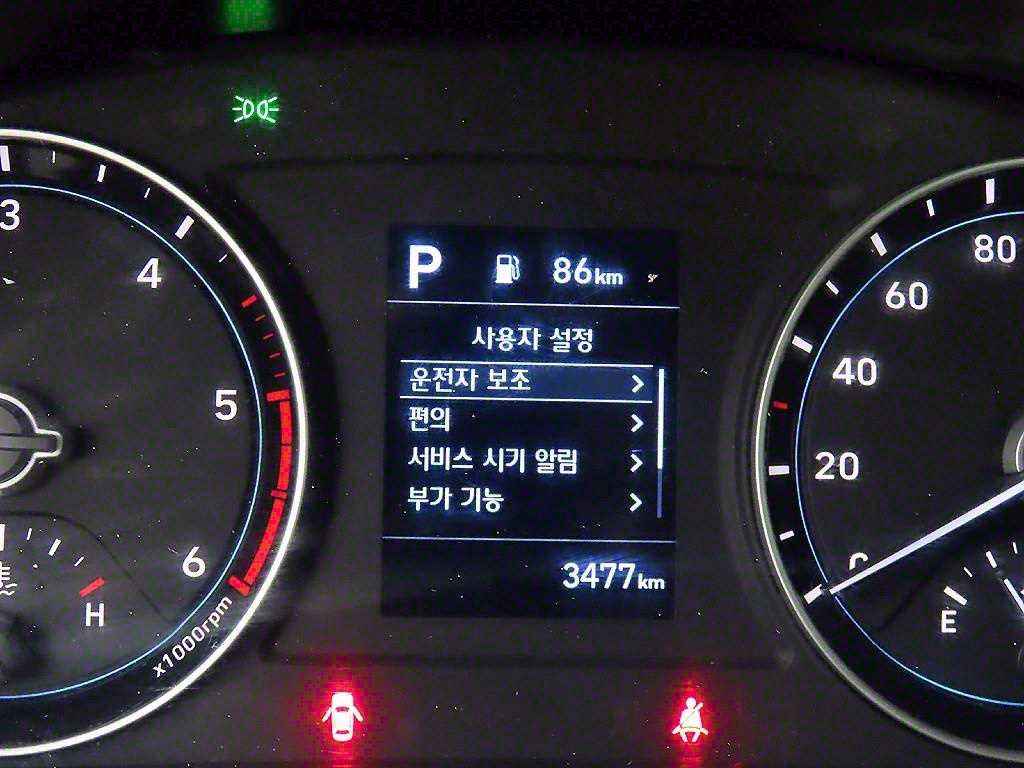 3
4
5
6
x1000rpm
H
P 86km
사용자 설정
운전자 보조
편의
서비스 시기 알림
부가 기능
3477km
80
60
40
20
0
E